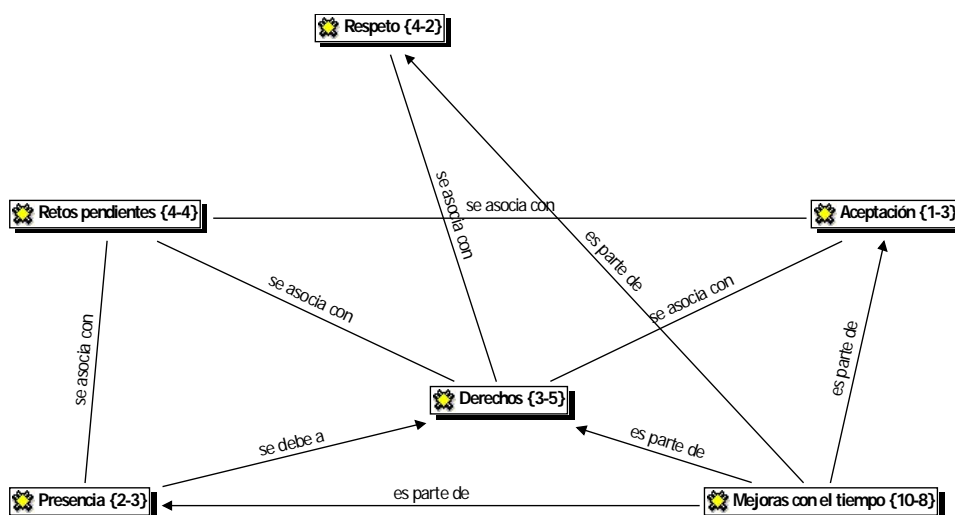 Respeto {4-2}
se asocia con
Retos pendientes {4-4}
se asocia con
Aceptación {1-3}
es parte de
se asocia con
se asocia con
es parte de
se asocia con
Derechos {3-5}
se debe a
es parte de
Presencia {2-3}
es parte de
Mejoras con el tiempo {10-8}